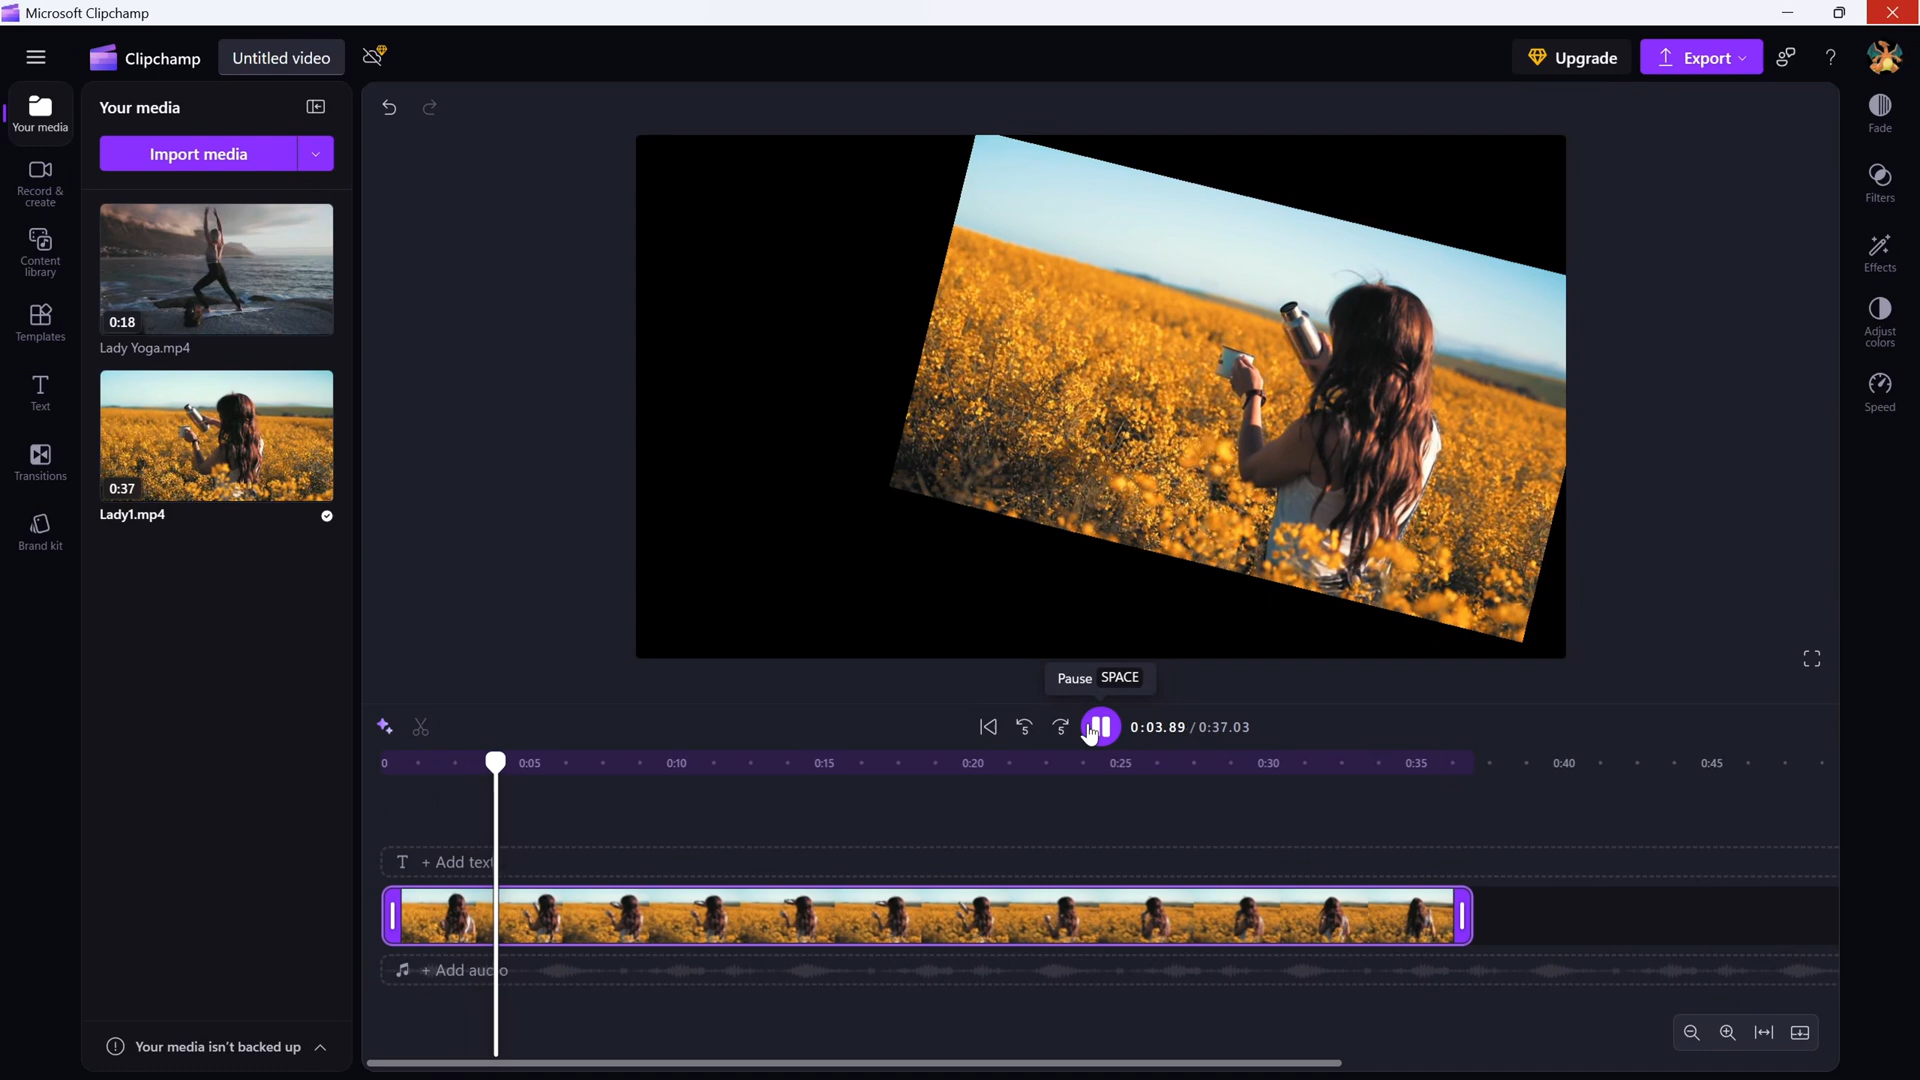 Microsoft Clipchamp
Clipchamp
Untitled video
Upgrade
Export
?
Your media
Import media
0:18
Lady Yoga.mp4
0:37
Lady1.mp4
Your media isn't backed up
Your media
Record &
create
Content
library
Templates
Text
Transitions
Brand kit
Fade
Filters
Effects
Adjust
colors
Speed
Pause SPACE
5
5
0:03.89 / 0:37.03
0
0:05
0:10
0:15
0:20
0:25
0:30
0:35
0:40
0:45
T + Add text
+ Add audio